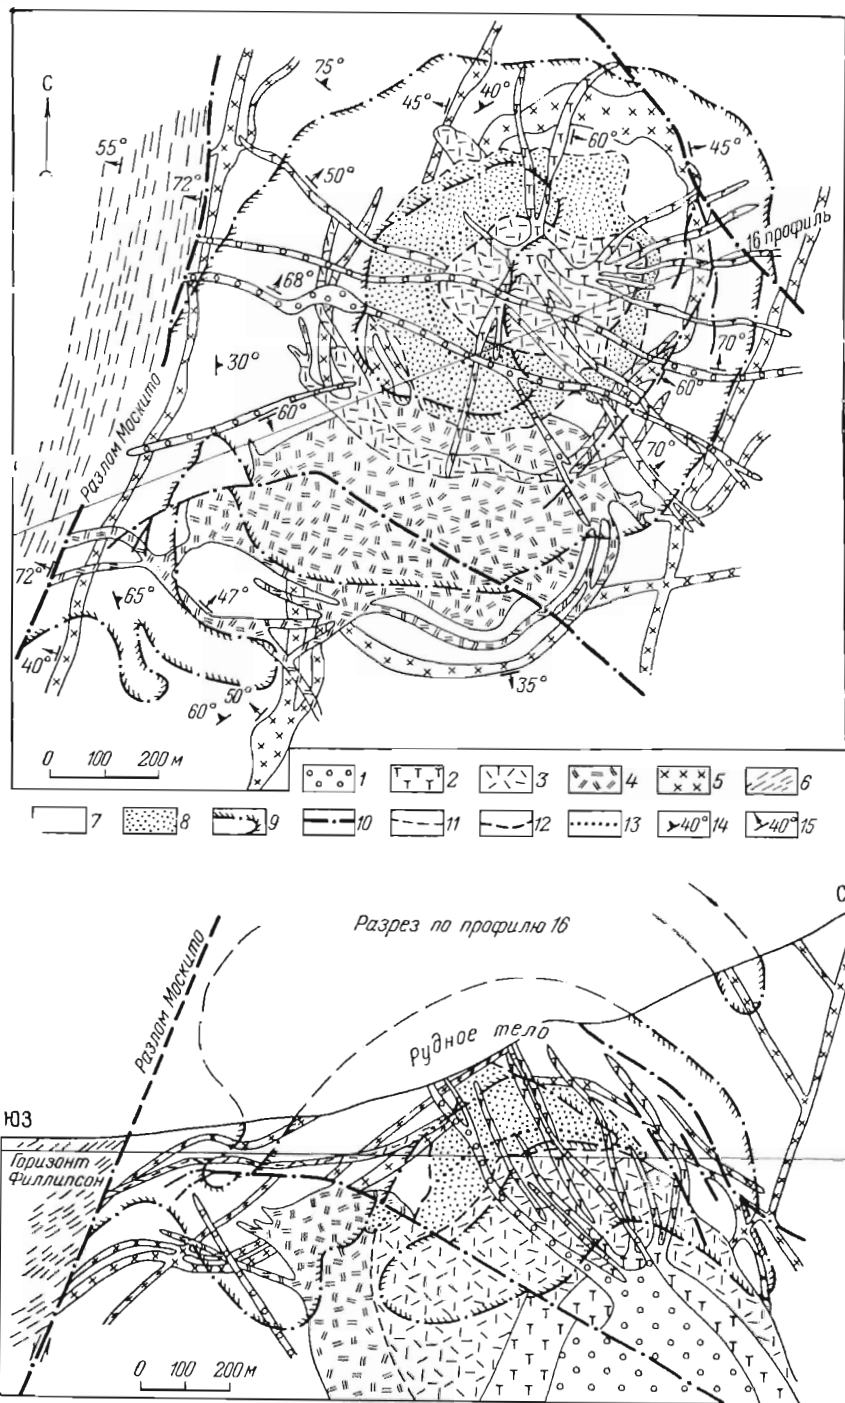 С
75°
45°
40°
60°
45°
55°
72°
50°
16 профиль
68°
30°
70°
60°
60°
70°
Разлом Москито
72°
65°
47°
40°
60°
50°
35°
0 100 200 м
1 2 3 4 5 6
7 8 9 10 11 12 13 40° 14 40° 15
С
Разрез по профилю 16
Разлом Москито
Рудное тело
ЮЗ
Горизонт
Филлипсон
0 100 200 м